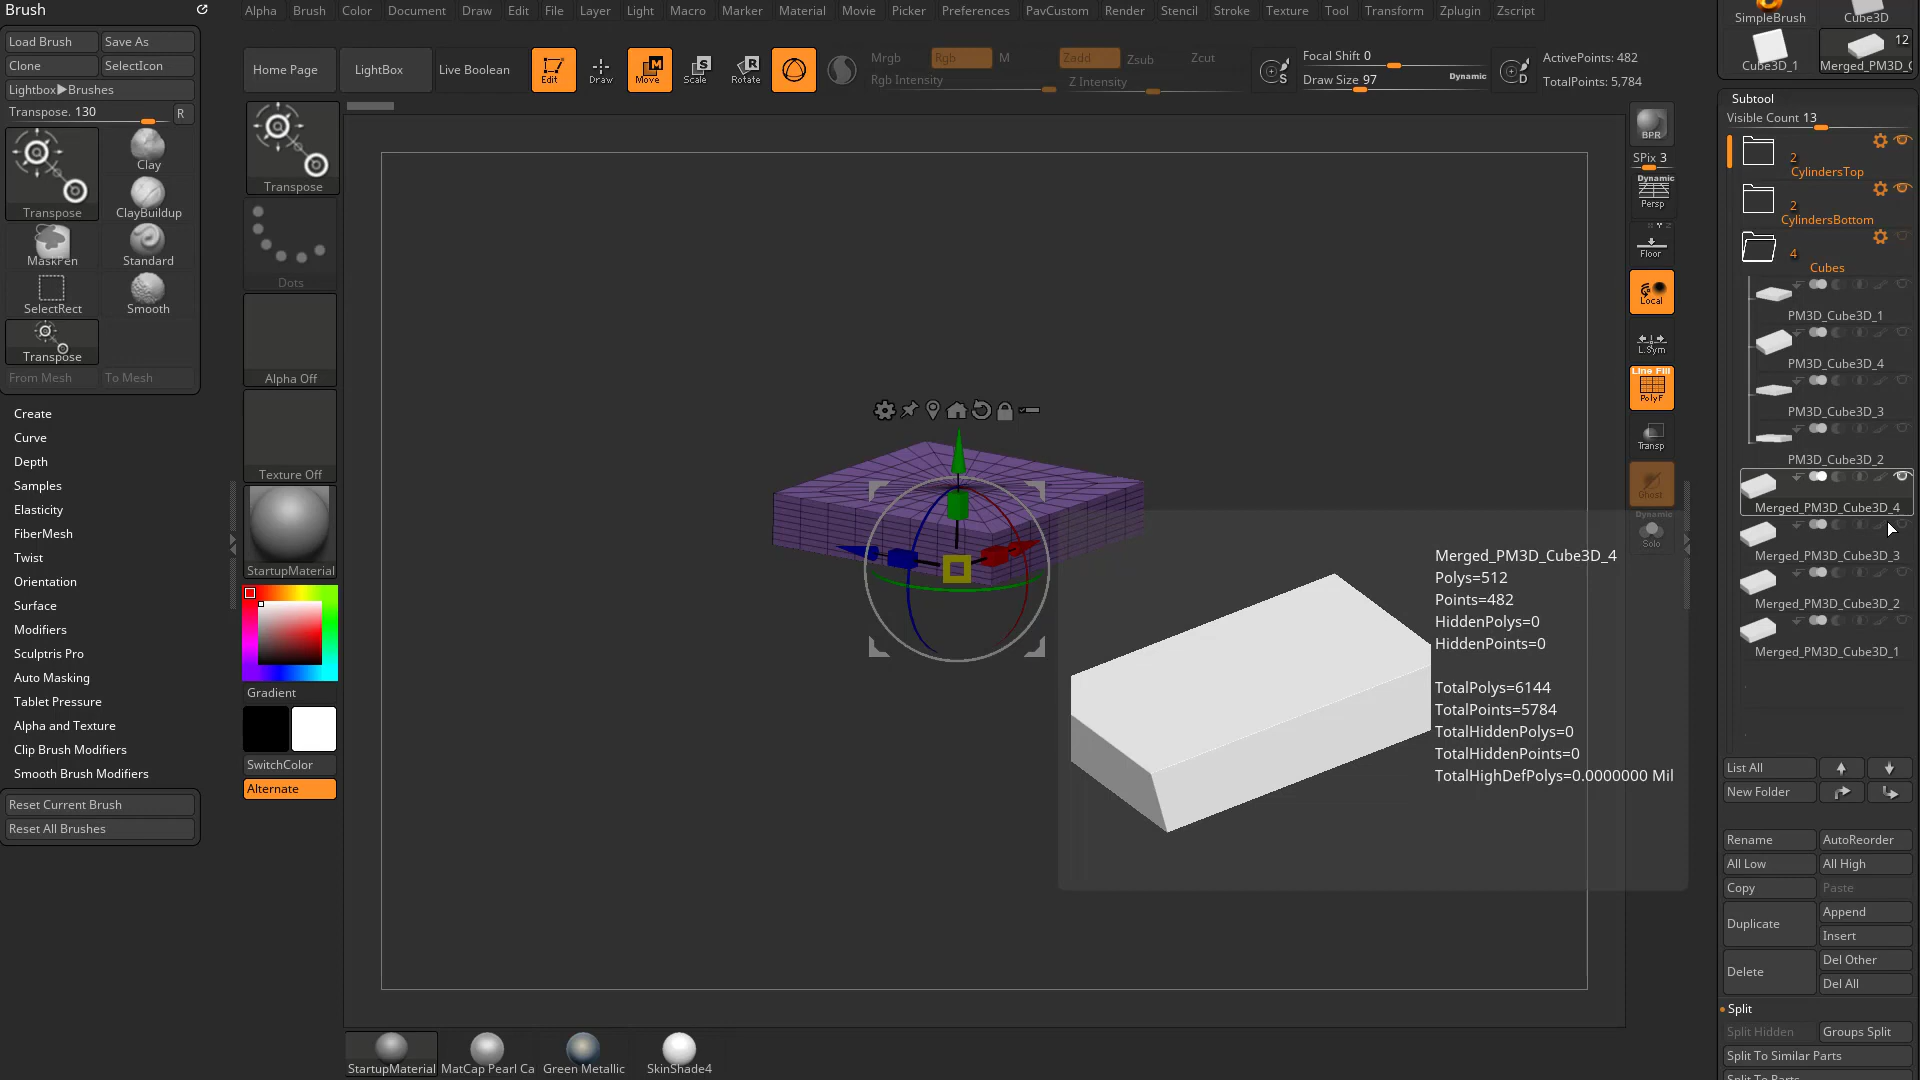 Brush
Alpha Brush Color Document Draw Edit File Layer Light Macro Marker Material Movie Picker Preferences PavCustom Render Stencil Stroke Texture Tool Transform Zplugin Zscript
Load Brush Save As
Clone SelectIcon
Lightbox▶Brushes
Transpose. 130 R
Transpose
Clay
ClayBuildup
MaskPen
Standard
SelectRect
Smooth
Transpose
From Mesh To Mesh
Create
Curve
Depth
Samples
Elasticity
FiberMesh
Twist
Orientation
Surface
Modifiers
Sculptris Pro
Auto Masking
Tablet Pressure
Alpha and Texture
Clip Brush Modifiers
Smooth Brush Modifiers
Reset Current Brush
Reset All Brushes
Home Page LightBox Live Boolean Edit Draw Move Scale Rotate
Mrgb Rgb M Zadd Zsub Zcut
Rgb Intensity Z Intensity
Focal Shift 0
Draw Size 97 Dynamic
ActivePoints: 482
TotalPoints: 5,784
Transpose
Dots
Alpha Off
Texture Off
StartupMaterial
Gradient
SwitchColor
Alternate
StartupMaterial MatCap Pearl Ca Green Metallic SkinShade4
BPR
SPix 3
Dynamic
Persp
Floor
Local
L.Sym
Line Fill
PolyF
Transp
Ghost
Dynamic
Solo
Merged_PM3D_Cube3D_4
Polys=512
Points=482
HiddenPolys=0
HiddenPoints=0
TotalPolys=6144
TotalPoints=5784
TotalHiddenPolys=0
TotalHiddenPoints=0
TotalHighDefPolys=0.0000000 Mil
SimpleBrush Cube3D
12
Cube3D_1 Merged_PM3D_C
Subtool
Visible Count 13
2
CylindersTop
2
CylindersBottom
4
Cubes
PM3D_Cube3D_1
PM3D_Cube3D_4
PM3D_Cube3D_3
PM3D_Cube3D_2
Merged_PM3D_Cube3D_4
Merged_PM3D_Cube3D_3
Merged_PM3D_Cube3D_2
Merged_PM3D_Cube3D_1
List All
New Folder
Rename AutoReorder
All Low All High
Copy Paste
Duplicate Append
Insert
Delete Del Other
Del All
Split
Split Hidden Groups Split
Split To Similar Parts
Split To Parts